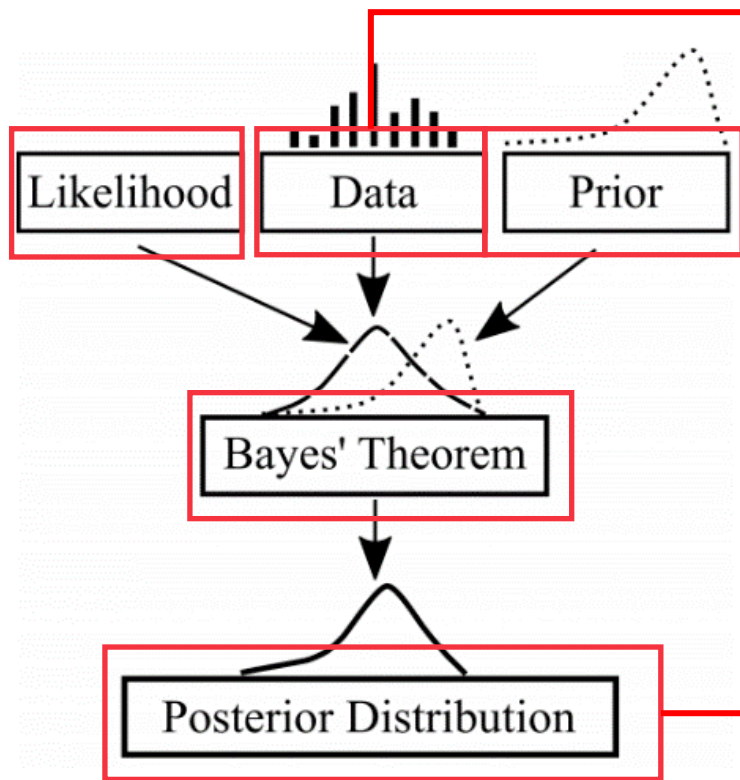 Likelihood
Data
Prior
Bayes' Theorem
Posterior Distribution